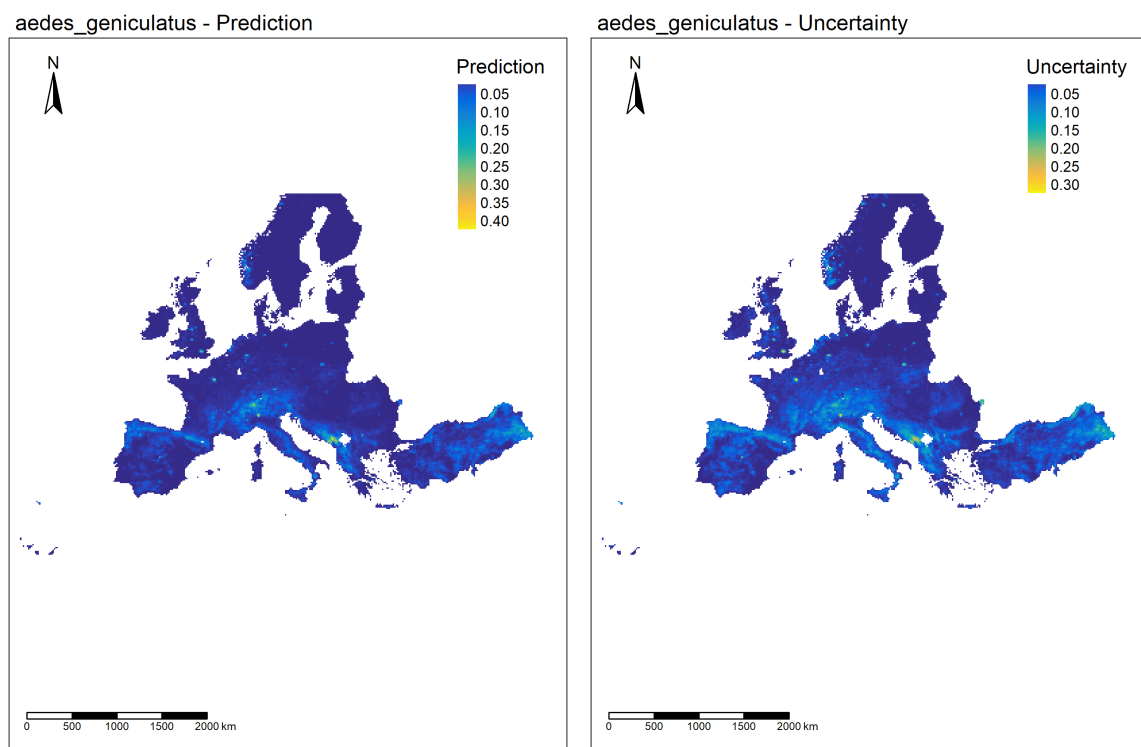 aedes_geniculatus - Prediction
N
Prediction
0.05
0.10
0.15
0.20
0.25
0.30
0.35
0.40
0 500 1000 1500 2000 km
aedes_geniculatus - Uncertainty
N
Uncertainty
0.05
0.10
0.15
0.20
0.25
0.30
0 500 1000 1500 2000 km